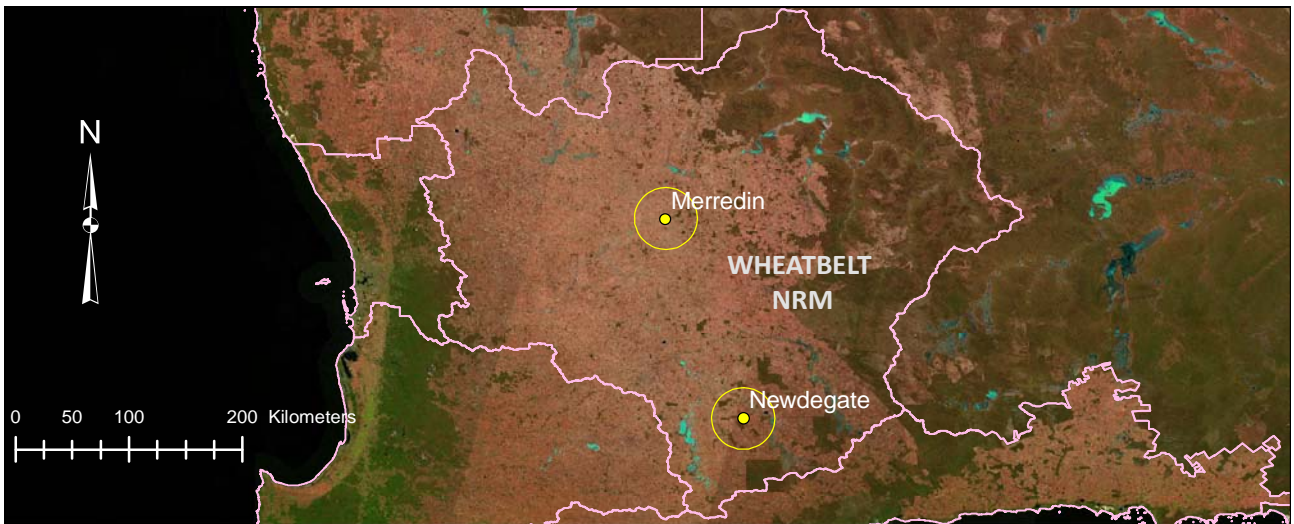 N
Merredin
WHEATBELT
NRM
Newdegate
0 50 100 200 Kilometers